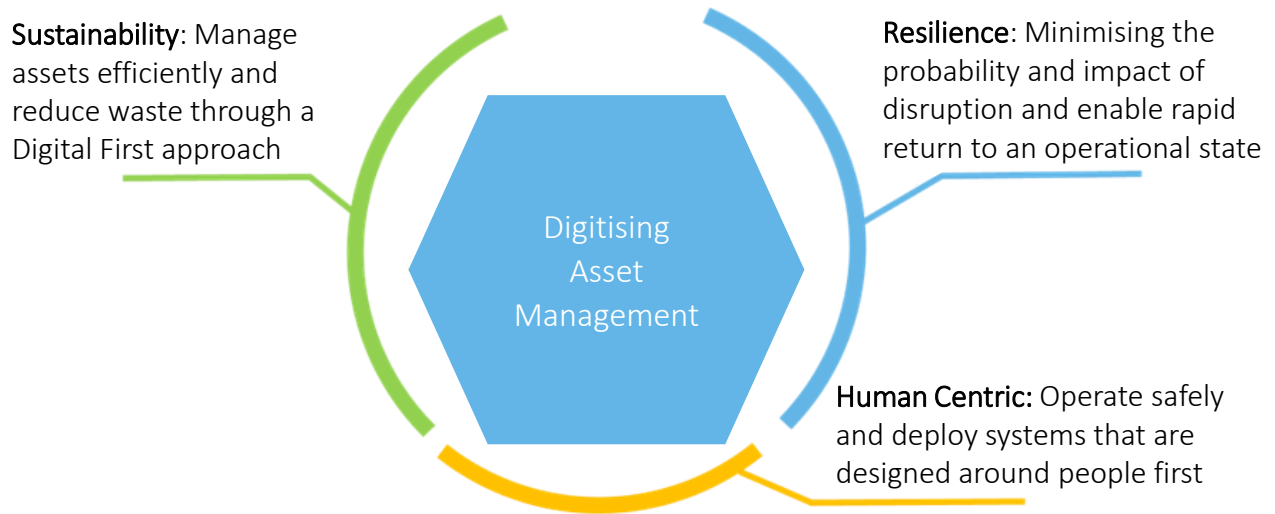 Sustainability: Manage
assets efficiently and
reduce waste through a
Digital First approach
Resilience: Minimising the
probability and impact of
disruption and enable rapid
return to an operational state
Digitising
Asset
Management
Human Centric: Operate safely
and deploy systems that are
designed around people first